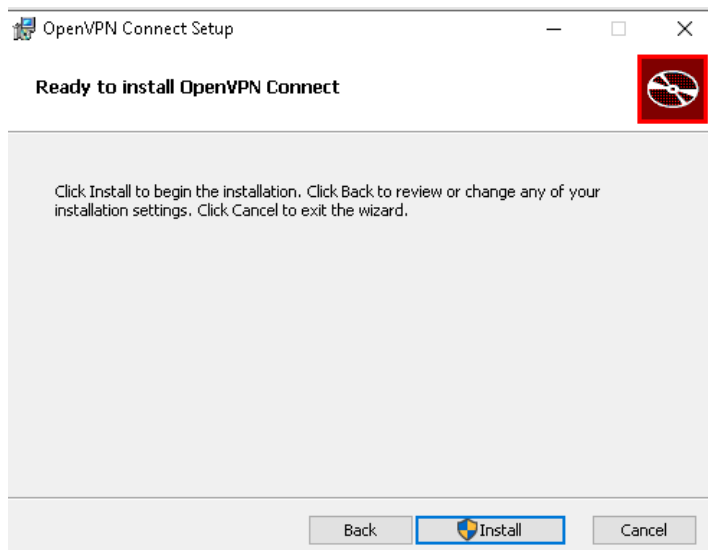 OpenVPN Connect Setup
Ready to install OpenVPN Connect
Click Install to begin the installation. Click Back to review or change any of your
installation settings. Click Cancel to exit the wizard.
Back
Install
Cancel